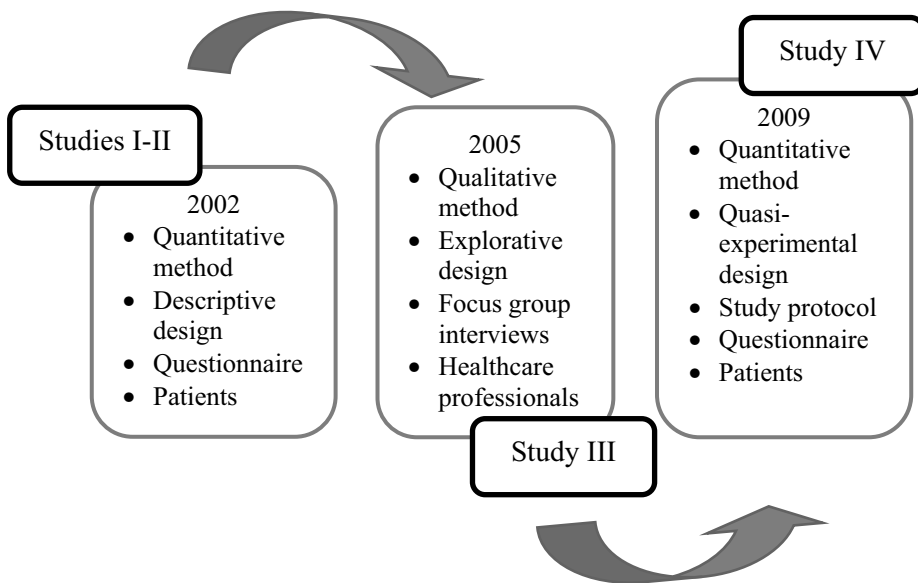 Studies I-II
2002
• Quantitative
method
• Descriptive
design
• Questionnaire
• Patients
2005
• Qualitative
method
• Explorative
design
• Focus group
interviews
• Healthcare
professionals
Study III
Study IV
2009
• Quantitative
method
• Quasi-
experimental
design
• Study protocol
• Questionnaire
• Patients